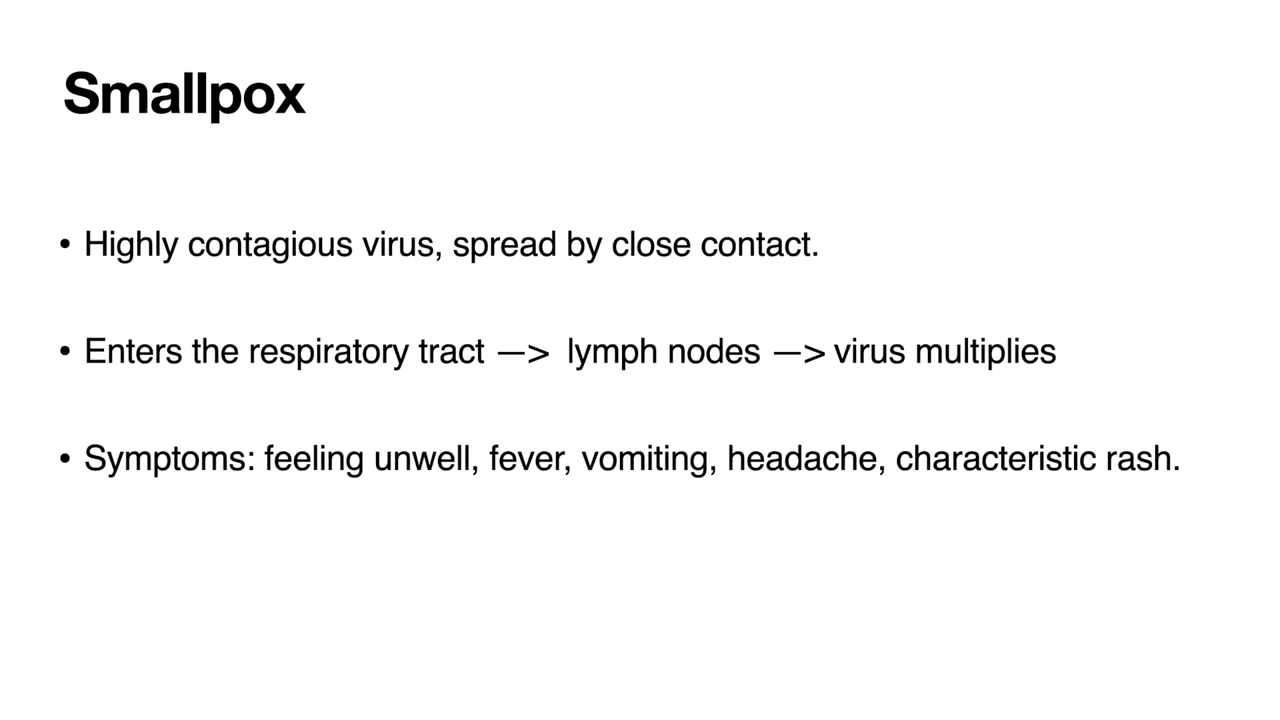 Smallpox
• Highly contagious virus, spread by close contact.
• Enters the respiratory tract —> lymph nodes —> virus multiplies
• Symptoms: feeling unwell, fever, vomiting, headache, characteristic rash.